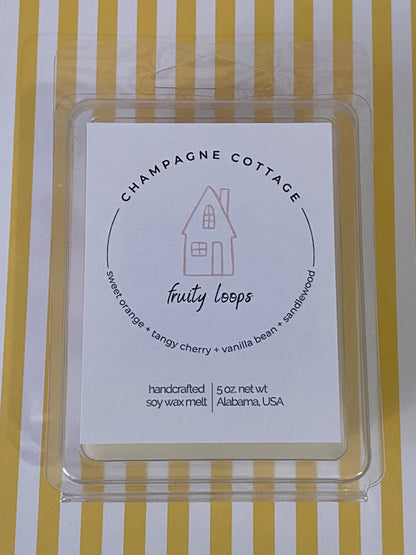 CHAMPAGNE COTTAGE
fruity loops
sweet orange + tangy cherry + vanilla bean + sandlewood
handcrafted
soy wax melt
5 oz. net wt
Alabama, USA